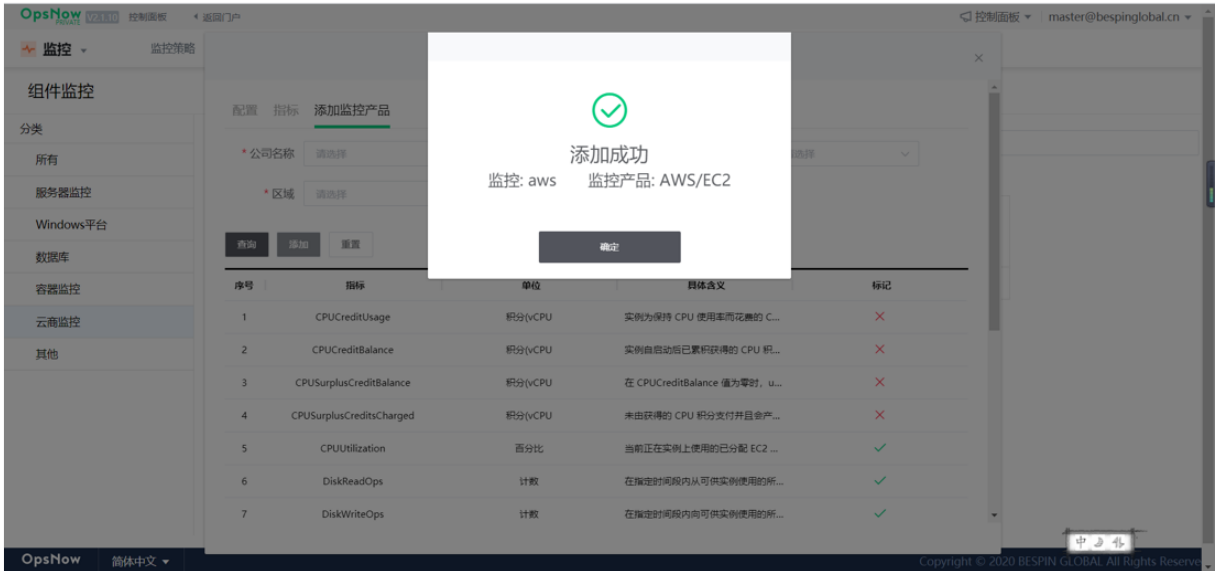 OpsNow PRIVATE V2.1.10 控制面板 返回门户 控制面板 master@bespinglobal.cn
监控 监控策略
组件监控
分类
所有
服务器监控
Windows平台
数据库
容器监控
云商监控
其他
配置 指标 添加监控产品
* 公司名称 请选择 选择
* 区域 请选择
查询 添加 重置
添加成功
监控: aws 监控产品: AWS/EC2
确定
序号 指标 单位 具体含义 标记
1 CPUCreditUsage 积分(vCPU 实例为保持 CPU 使用率而花费的 C...
2 CPUCreditBalance 积分(vCPU 实例自启动后已累积获得的 CPU 积...
3 CPUSurplusCreditBalance 积分(vCPU 在 CPUCreditBalance 值为零时，u...
4 CPUSurplusCreditsCharged 积分(vCPU 未由获得的 CPU 积分支付并且会产...
5 CPUUtilization 百分比 当前正在实例上使用的已分配 EC2 ...
6 DiskReadOps 计数 在指定时间段内从可供实例使用的所...
7 DiskWriteOps 计数 在指定时间段内向可供实例使用的所...
中
OpsNow 简体中文 Copyright © 2020 BESPIN GLOBAL All Rights Reserve